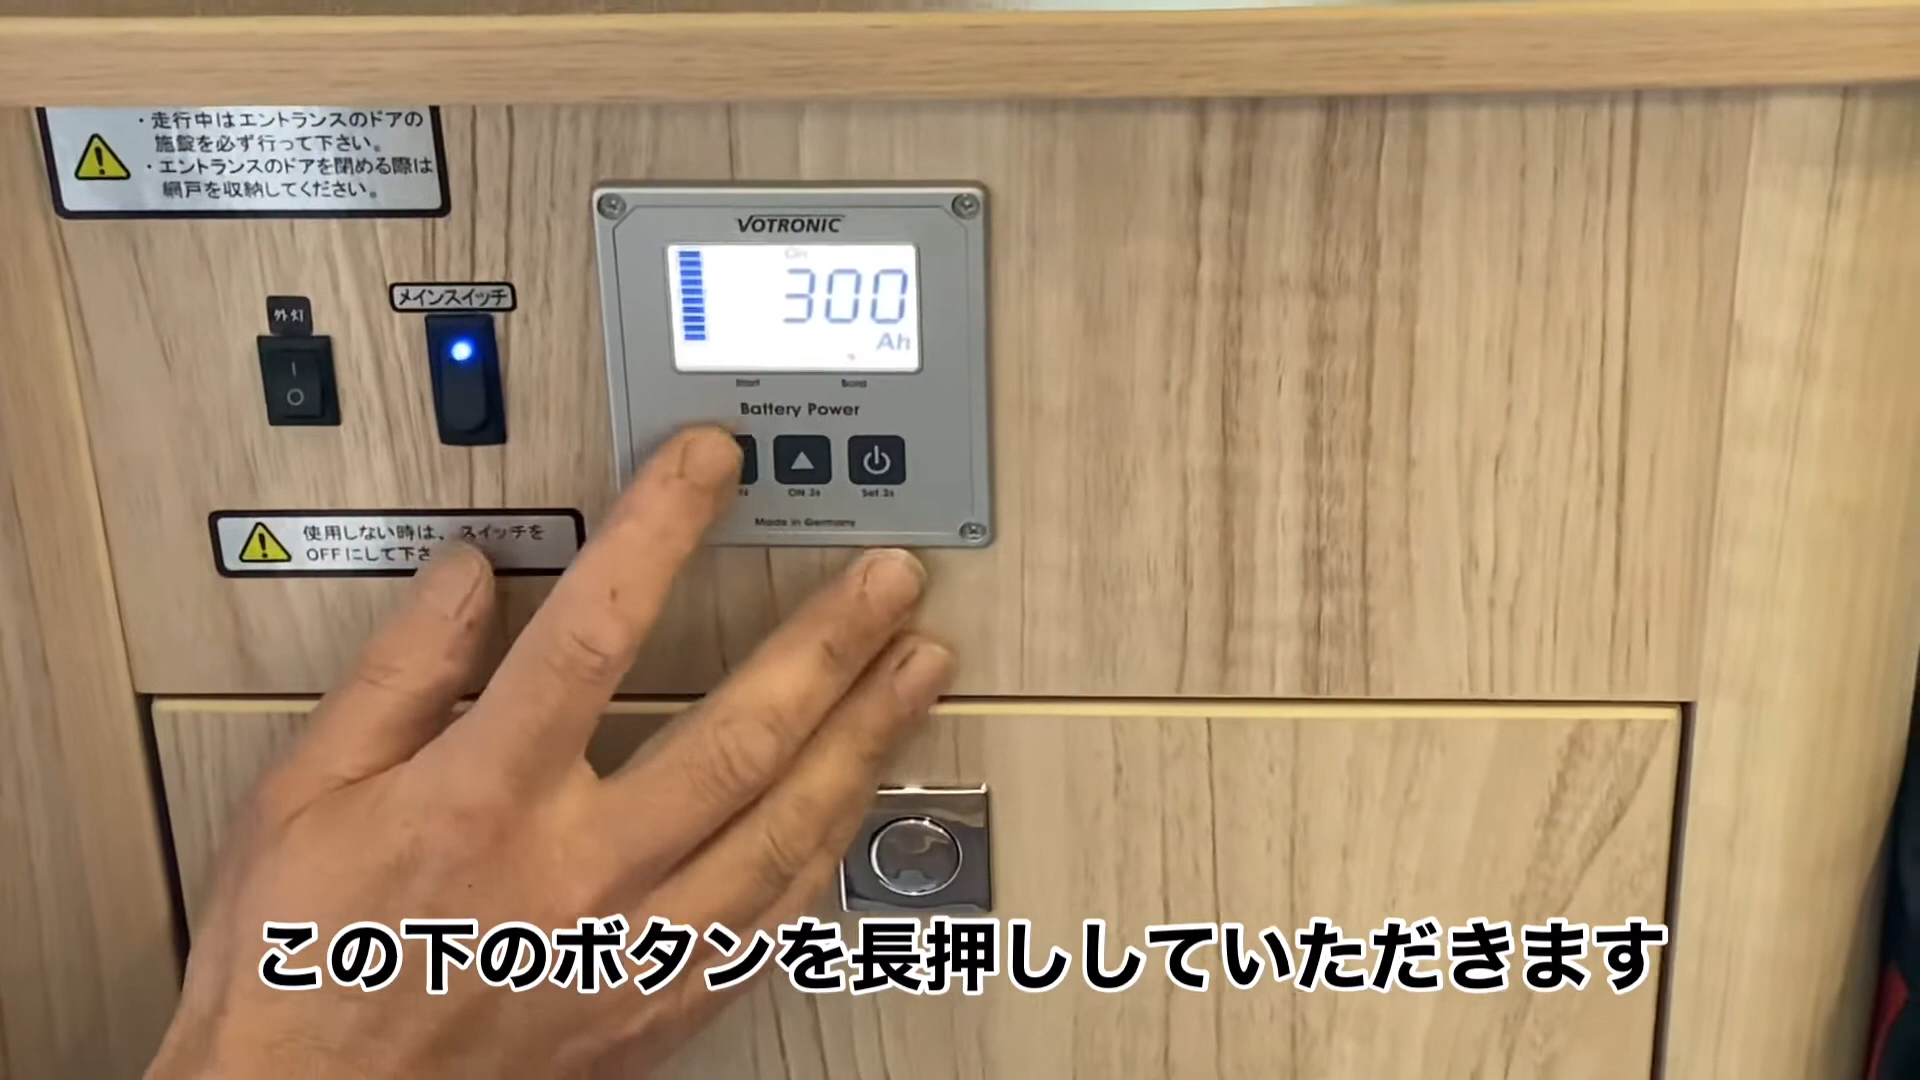 ・走行中はエントランスのドアの
施錠を必ず行って下さい。
・エントランスのドアを閉める際は
網戸を収納してください。
外灯
メインスイッチ
VOTRONIC
On
300
Ah
Start
Board
Battery Power
ON 3s
Set 3s
Made in Germany
使用しない時は、スイッチを
OFFにして下さ
この下のボタンを長押ししていただきます